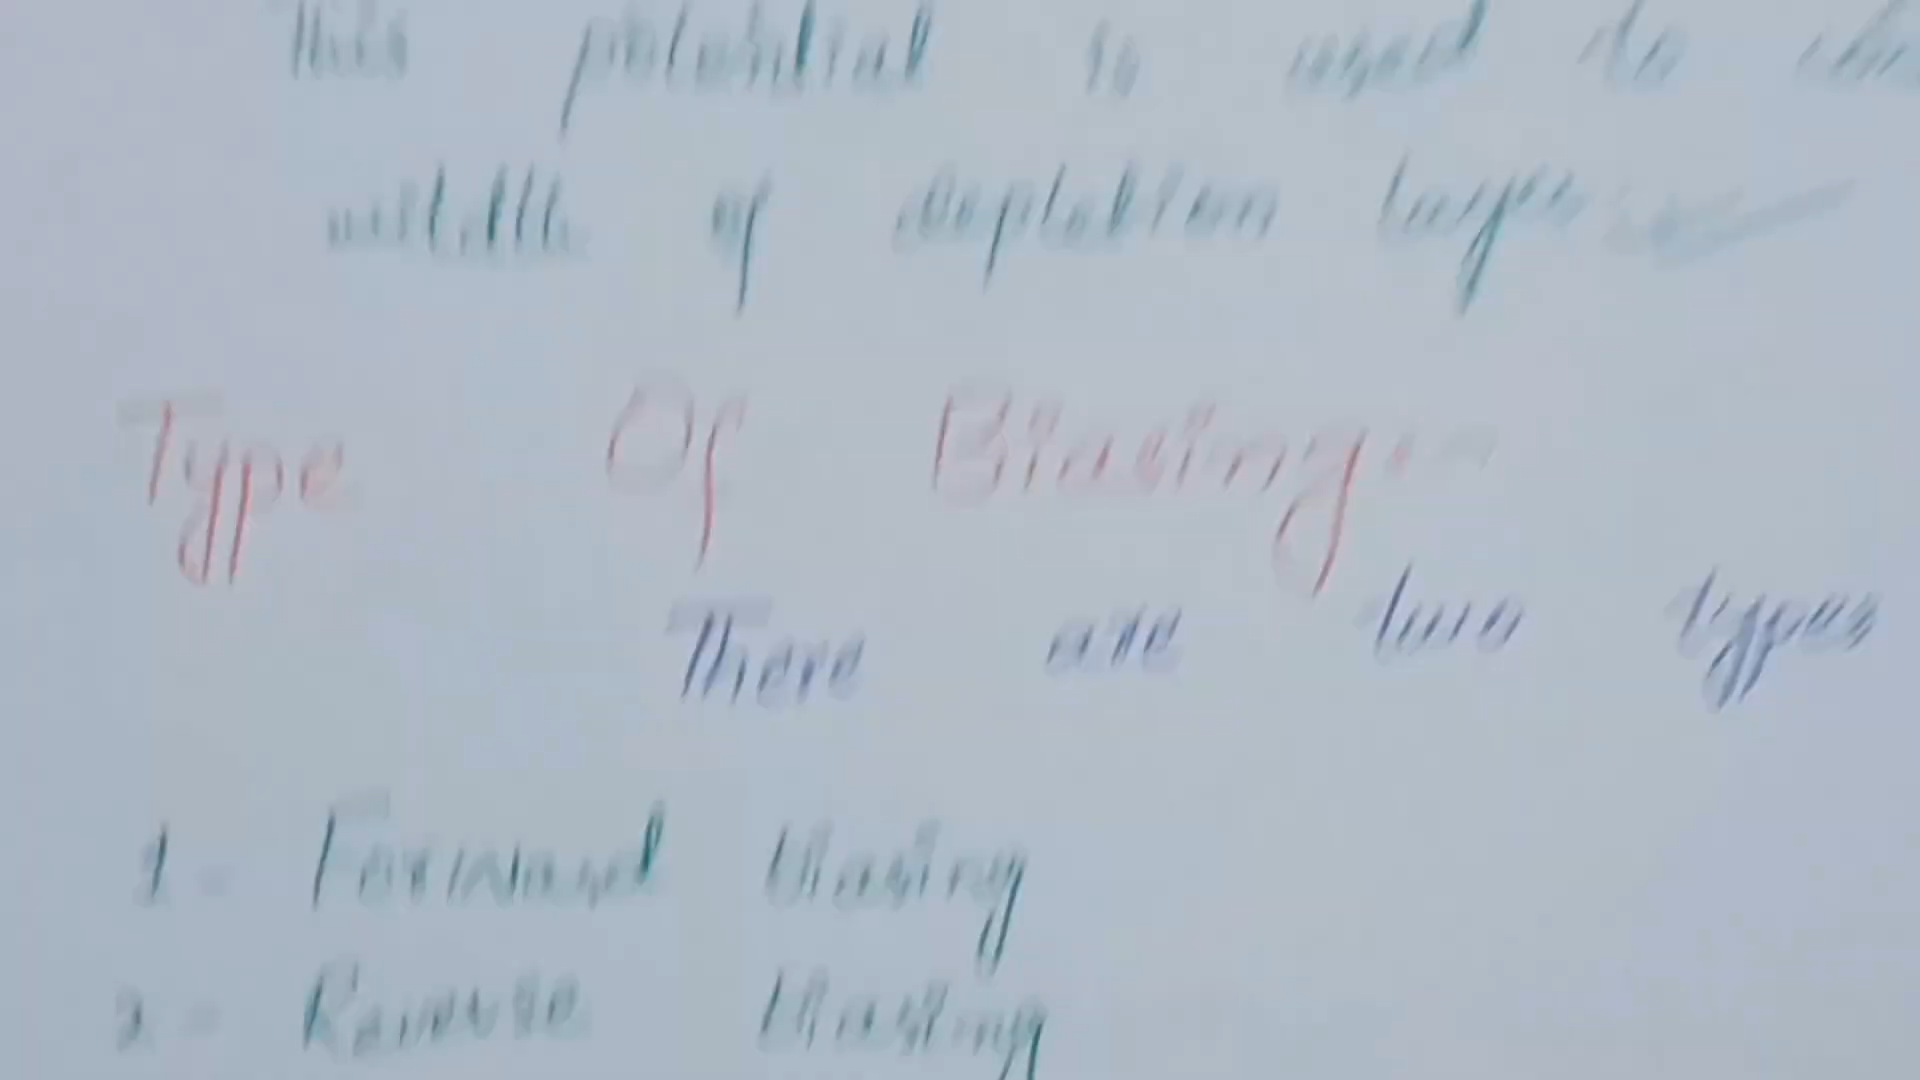 This potential is used to
width of depletion layer
Type Of Biasing:-
There are two types
1- Forward biasing
2- Reverse biasing